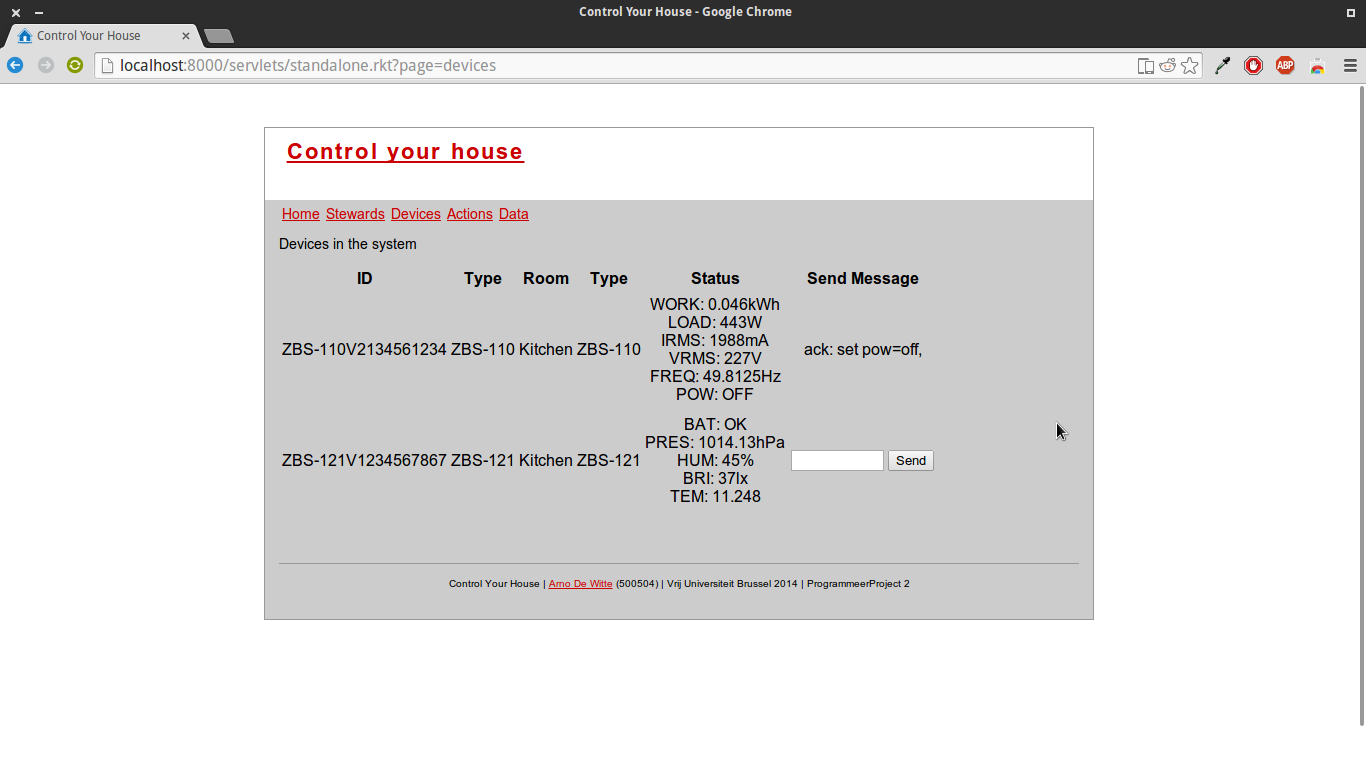 Control Your House - Google Chrome
Control Your House
localhost:8000/servlets/standalone.rkt?page=devices
ABP
Control your house
Home Stewards Devices Actions Data
Devices in the system
ID Type Room Type Status Send Message
ZBS-110V2134561234 ZBS-110 Kitchen ZBS-110
WORK: 0.046kWh
LOAD: 443W
IRMS: 1988mA
VRMS: 227V
FREQ: 49.8125Hz
POW: OFF
ack: set pow=off,
ZBS-121V1234567867 ZBS-121 Kitchen ZBS-121
BAT: OK
PRES: 1014.13hPa
HUM: 45%
BRI: 37lx
TEM: 11.248
Send
Control Your House | Arno De Witte (500504) | Vrij Universiteit Brussel 2014 | ProgrammeerProject 2